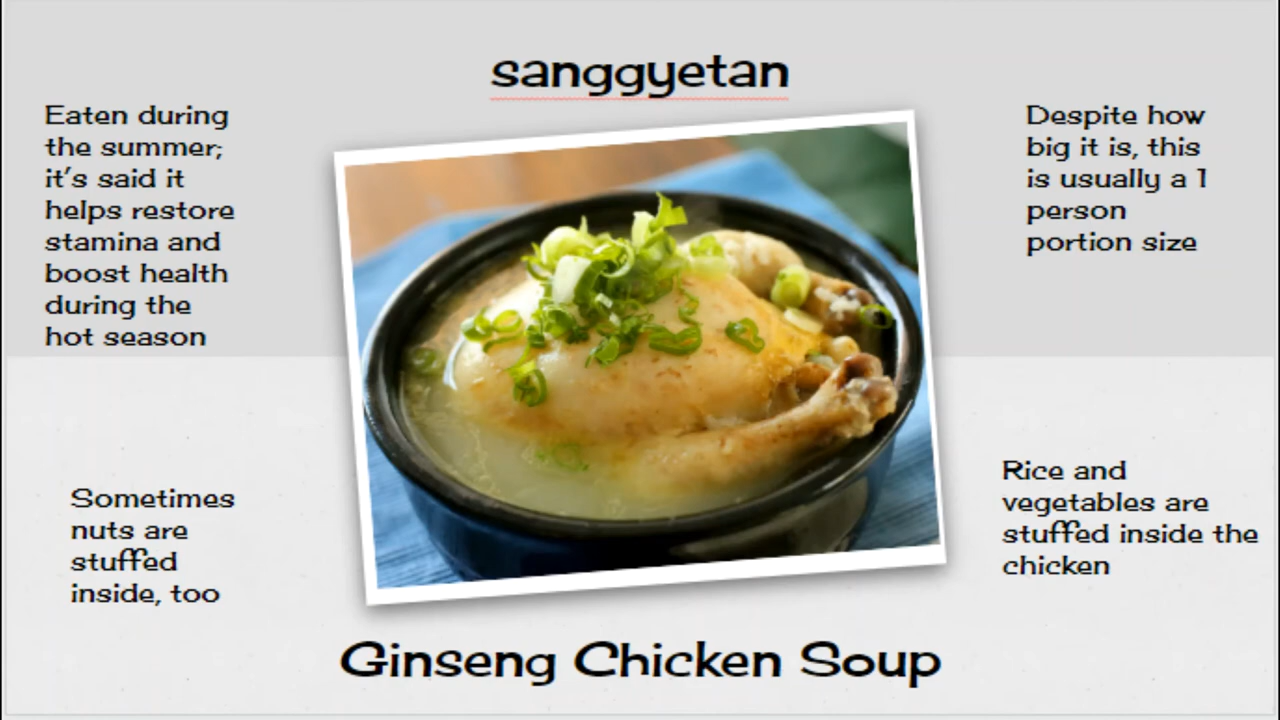 sanggyetan
Eaten during
the summer;
it's said it
helps restore
stamina and
boost health
during the
hot season
Despite how
big it is, this
is usually a 1
person
portion size
Sometimes
nuts are
stuffed
inside, too
Rice and
vegetables are
stuffed inside the
chicken
Ginseng Chicken Soup